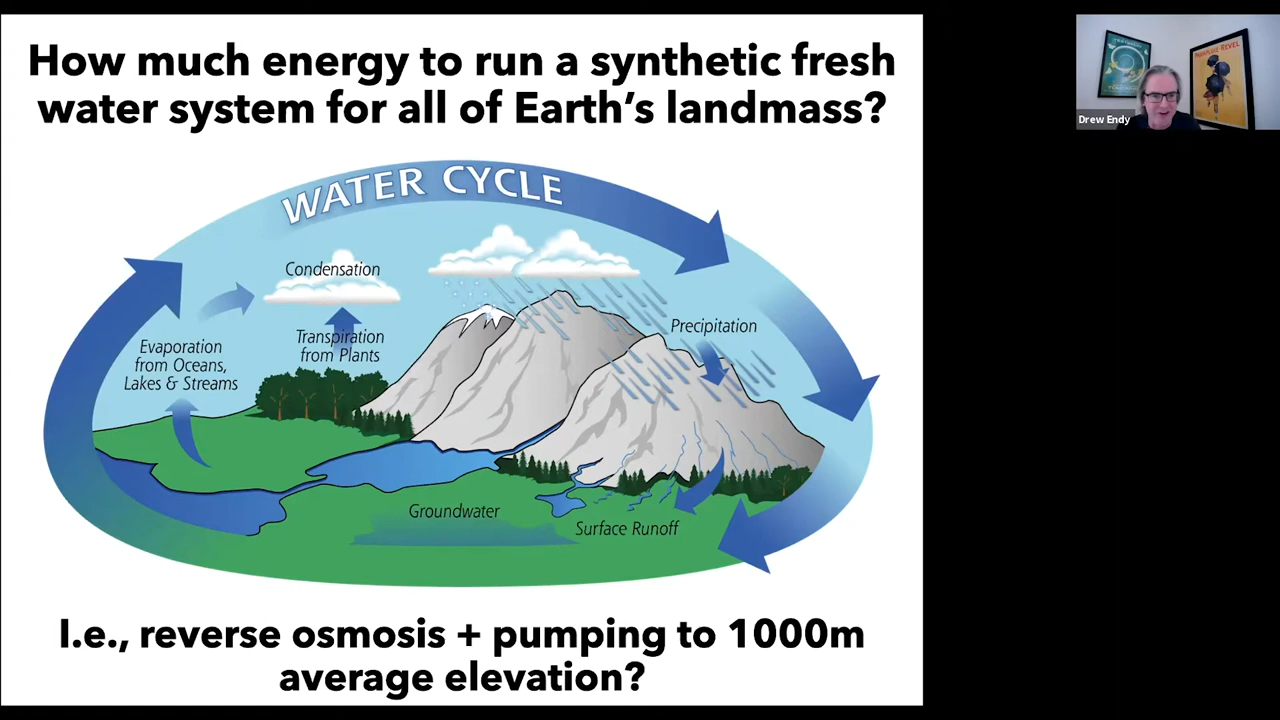 How much energy to run a synthetic fresh
water system for all of Earth's landmass?
WATER CYCLE
Condensation
Precipitation
Transpiration
from Plants
Evaporation
from Oceans,
Lakes & Streams
Groundwater
Surface Runoff
I.e., reverse osmosis + pumping to 1000m
average elevation?
Drew Endy